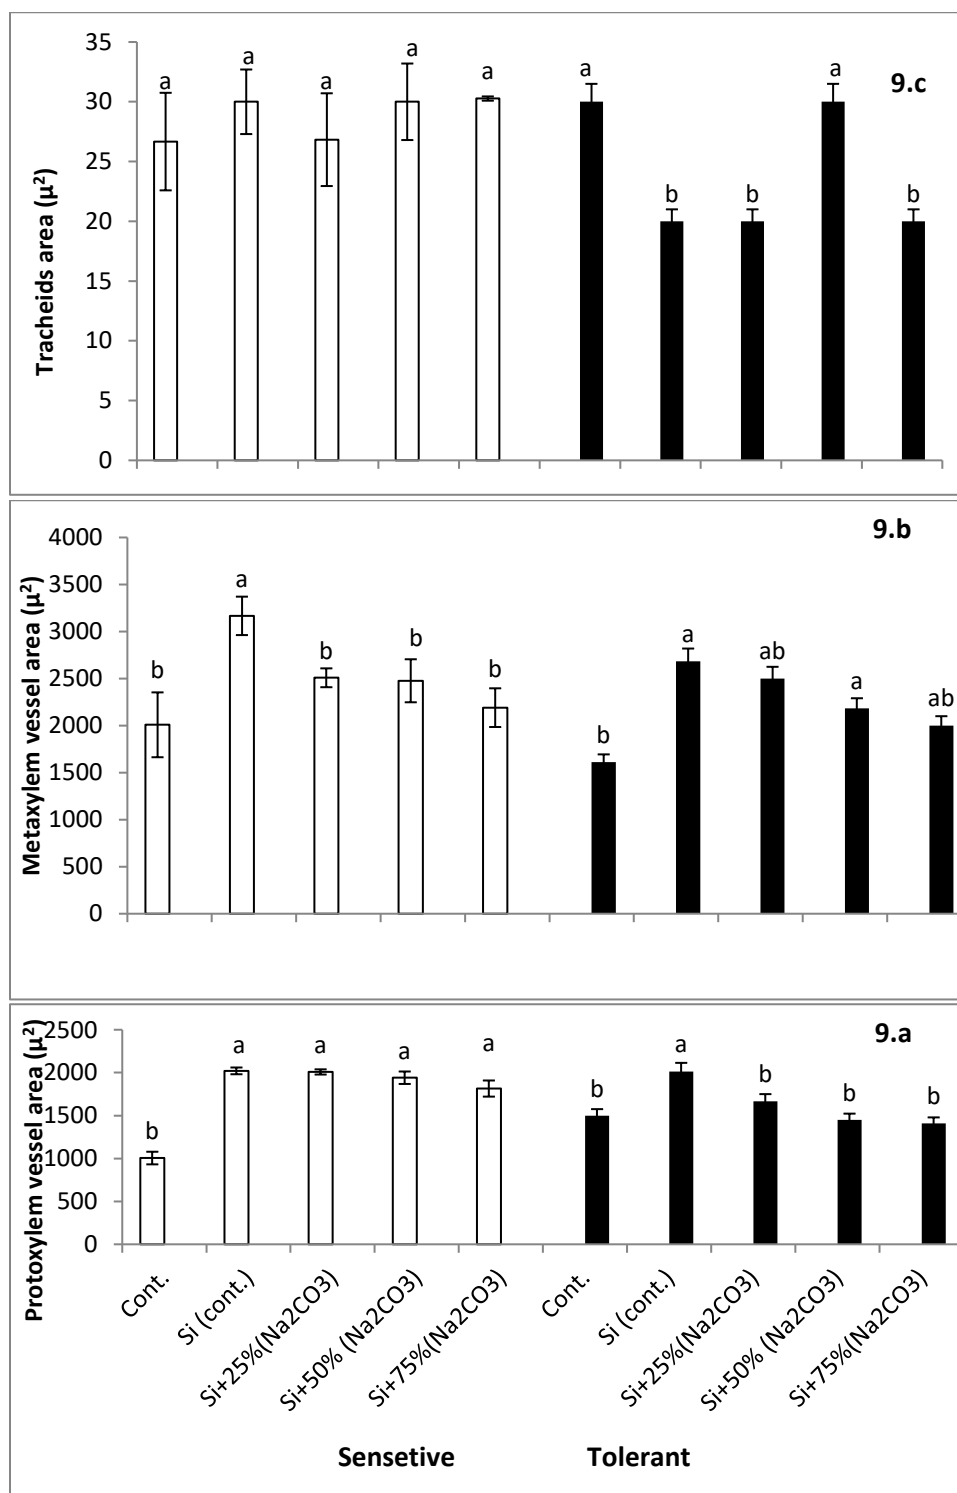 9.c
Tracheids area (µ²)
35
30
25
20
15
10
5
0
a a a a a a b b a b
9.b
Metaxylem vessel area (µ²)
4000
3500
3000
2500
2000
1500
1000
500
0
b a b b b b a ab a ab
9.a
Protoxylem vessel area (µ²)
2500
2000
1500
1000
500
0
b a a a a b a b b b
Cont.
Si (cont.)
Si+25%(Na2CO3)
Si+50% (Na2CO3)
Si+75%(Na2CO3)
Cont.
Si (cont.)
Si+25%(Na2CO3)
Si+50% (Na2CO3)
Si+75%(Na2CO3)
Sensetive Tolerant